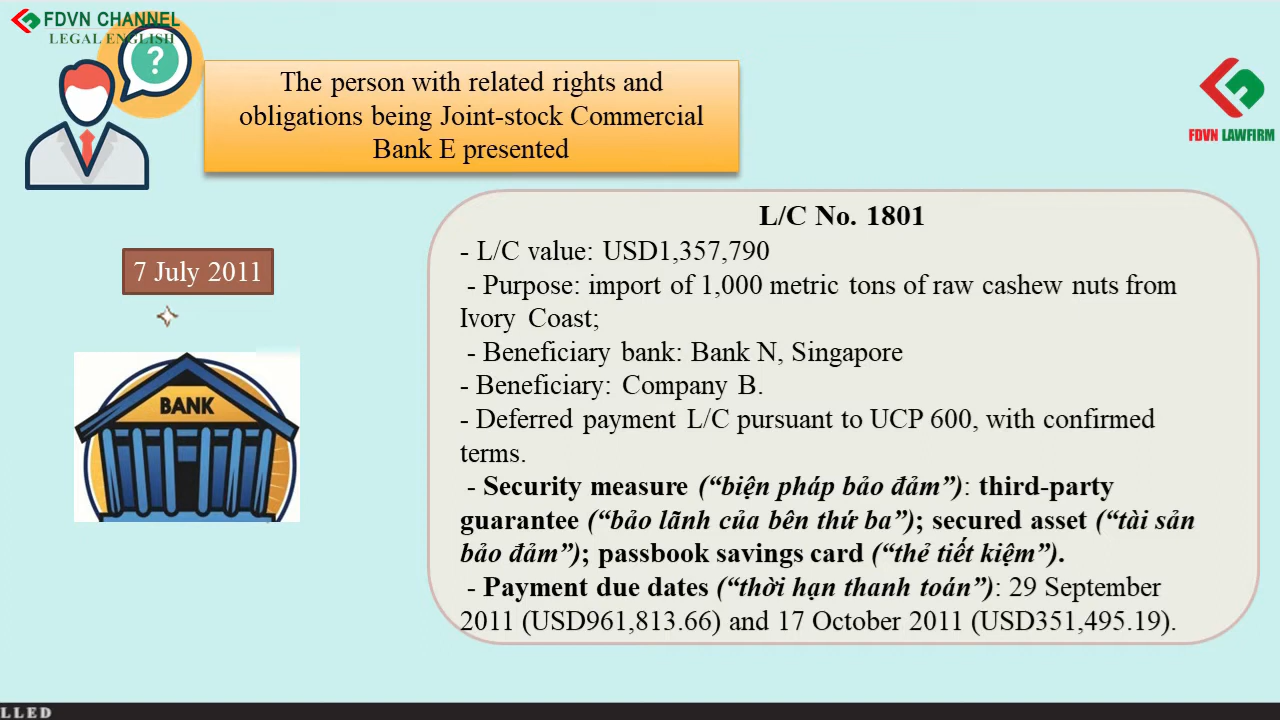 FDVN CHANNEL
LEGAL ENGLISH
?
The person with related rights and
obligations being Joint-stock Commercial
Bank E presented
FDVN LAWFIRM
L/C No. 1801
- L/C value: USD1,357,790
- Purpose: import of 1,000 metric tons of raw cashew nuts from
Ivory Coast;
- Beneficiary bank: Bank N, Singapore
- Beneficiary: Company B.
- Deferred payment L/C pursuant to UCP 600, with confirmed
terms.
- Security measure (“biện pháp bảo đảm”): third-party
guarantee (“bảo lãnh của bên thứ ba”); secured asset (“tài sản
bảo đảm”); passbook savings card (“thẻ tiết kiệm”).
- Payment due dates (“thời hạn thanh toán”): 29 September
2011 (USD961,813.66) and 17 October 2011 (USD351,495.19).
7 July 2011
BANK
LLED